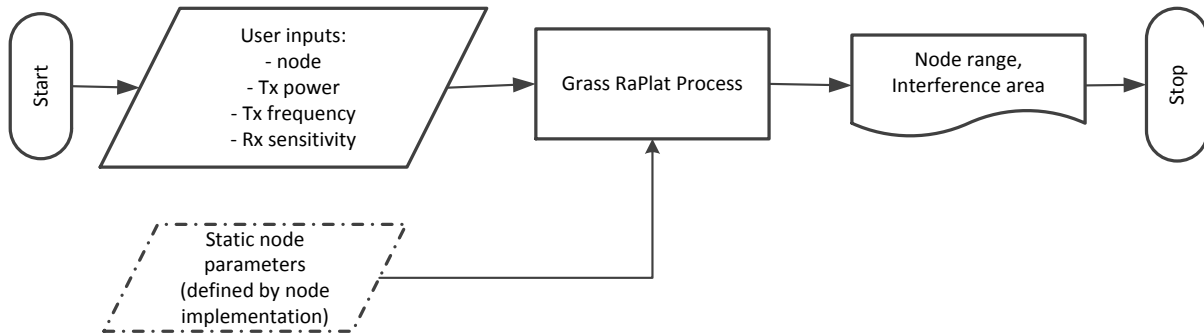 Start
User inputs:
- node
- Tx power
- Tx frequency
- Rx sensitivity
Grass RaPlat Process
Node range,
Interference area
Stop
Static node
parameters
(defined by node
implementation)